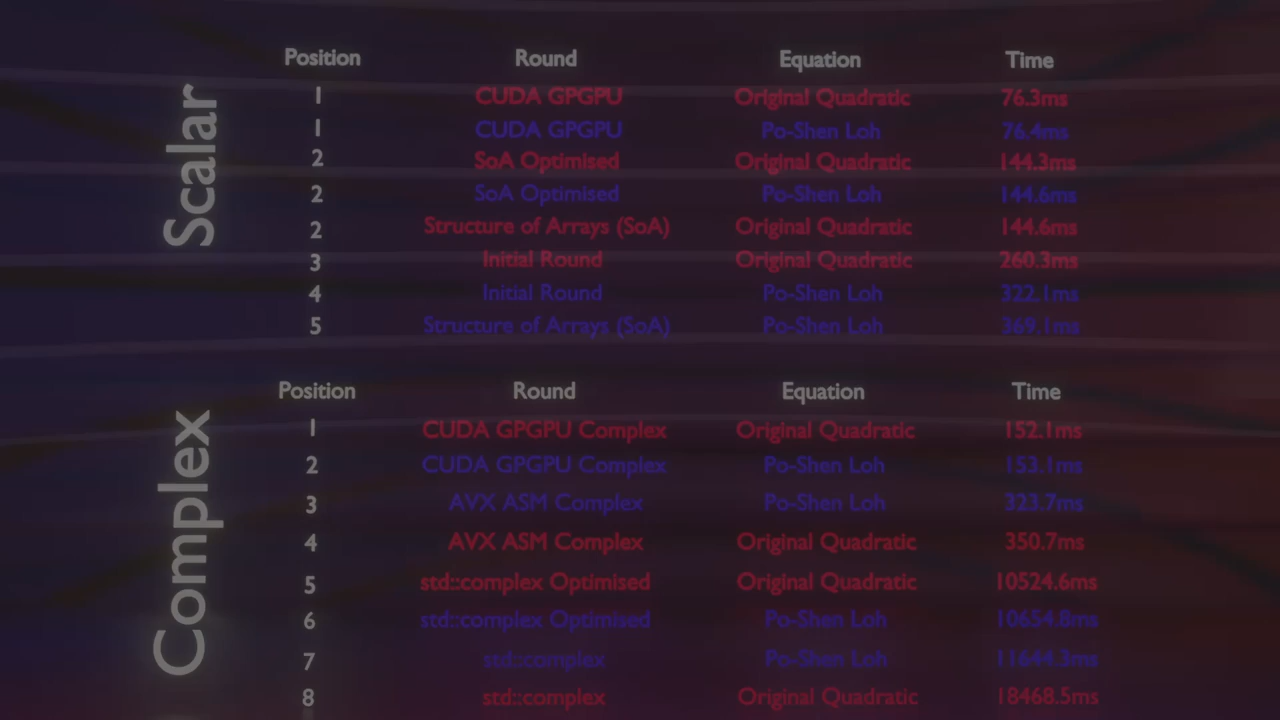 Scalar
Position Round Equation Time
1 CUDA GPGPU Original Quadratic 76.3ms
1 CUDA GPGPU Po-Shen Loh 76.4ms
2 SoA Optimised Original Quadratic 144.3ms
2 SoA Optimised Po-Shen Loh 144.6ms
2 Structure of Arrays (SoA) Original Quadratic 144.6ms
3 Initial Round Original Quadratic 260.3ms
4 Initial Round Po-Shen Loh 322.1ms
5 Structure of Arrays (SoA) Po-Shen Loh 369.1ms
Complex
Position Round Equation Time
1 CUDA GPGPU Complex Original Quadratic 152.1ms
2 CUDA GPGPU Complex Po-Shen Loh 153.1ms
3 AVX ASM Complex Po-Shen Loh 323.7ms
4 AVX ASM Complex Original Quadratic 350.7ms
5 std::complex Optimised Original Quadratic 10524.6ms
6 std::complex Optimised Po-Shen Loh 10654.8ms
7 std::complex Po-Shen Loh 11644.3ms
8 std::complex Original Quadratic 18468.5ms